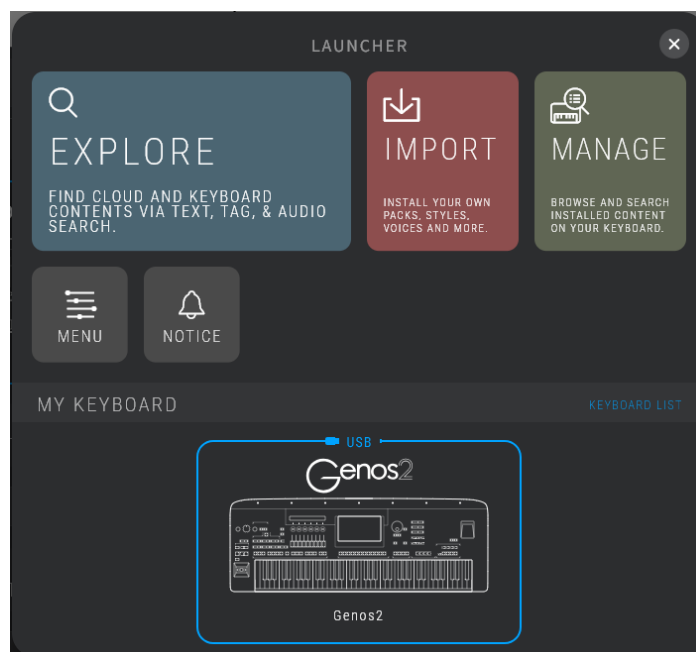 LAUNCHER
EXPLORE
FIND CLOUD AND KEYBOARD
CONTENTS VIA TEXT, TAG, & AUDIO
SEARCH.
IMPORT
INSTALL YOUR OWN
PACKS, STYLES,
VOICES AND MORE.
MANAGE
BROWSE AND SEARCH
INSTALLED CONTENT
ON YOUR KEYBOARD.
MENU
NOTICE
MY KEYBOARD
KEYBOARD LIST
USB
Genos2
Genos2